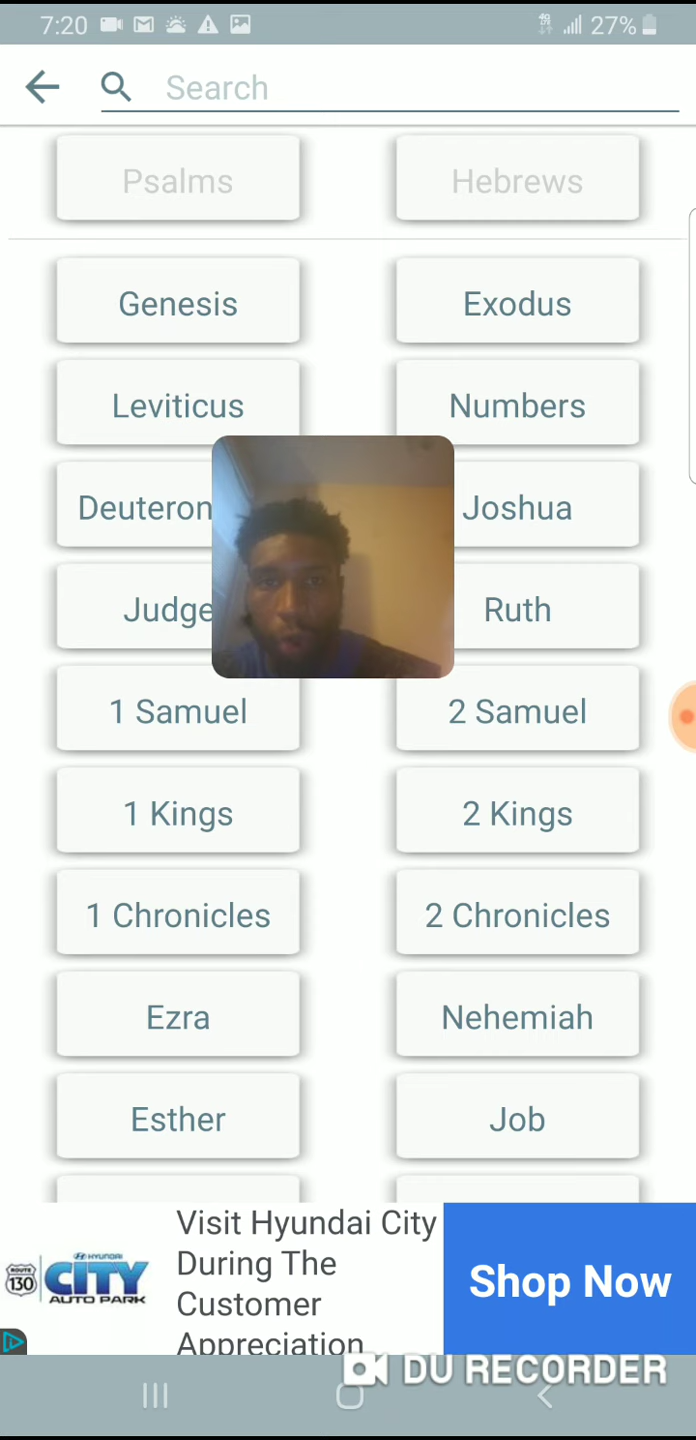 7:20 27%
Search
Psalms Hebrews
Genesis Exodus
Leviticus Numbers
Deuteron Joshua
Judge Ruth
1 Samuel 2 Samuel
1 Kings 2 Kings
1 Chronicles 2 Chronicles
Ezra Nehemiah
Esther Job
Visit Hyundai City
During The
Customer
Appreciation
ROUTE
130
HYUNDAI
CITY
AUTO PARK
Shop Now
DU RECORDER